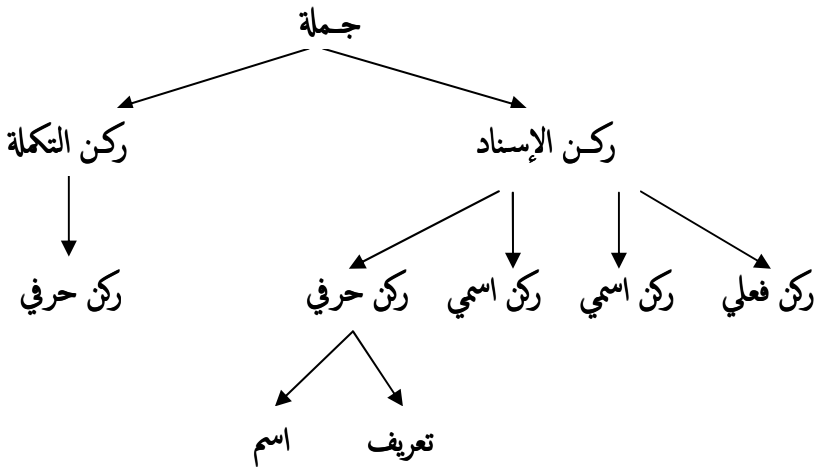 جملة
ركن الإسناد ركن التكملة
ركن فعلي ركن اسمي ركن اسمي ركن حرفي ركن حرفي
تعريف اسم